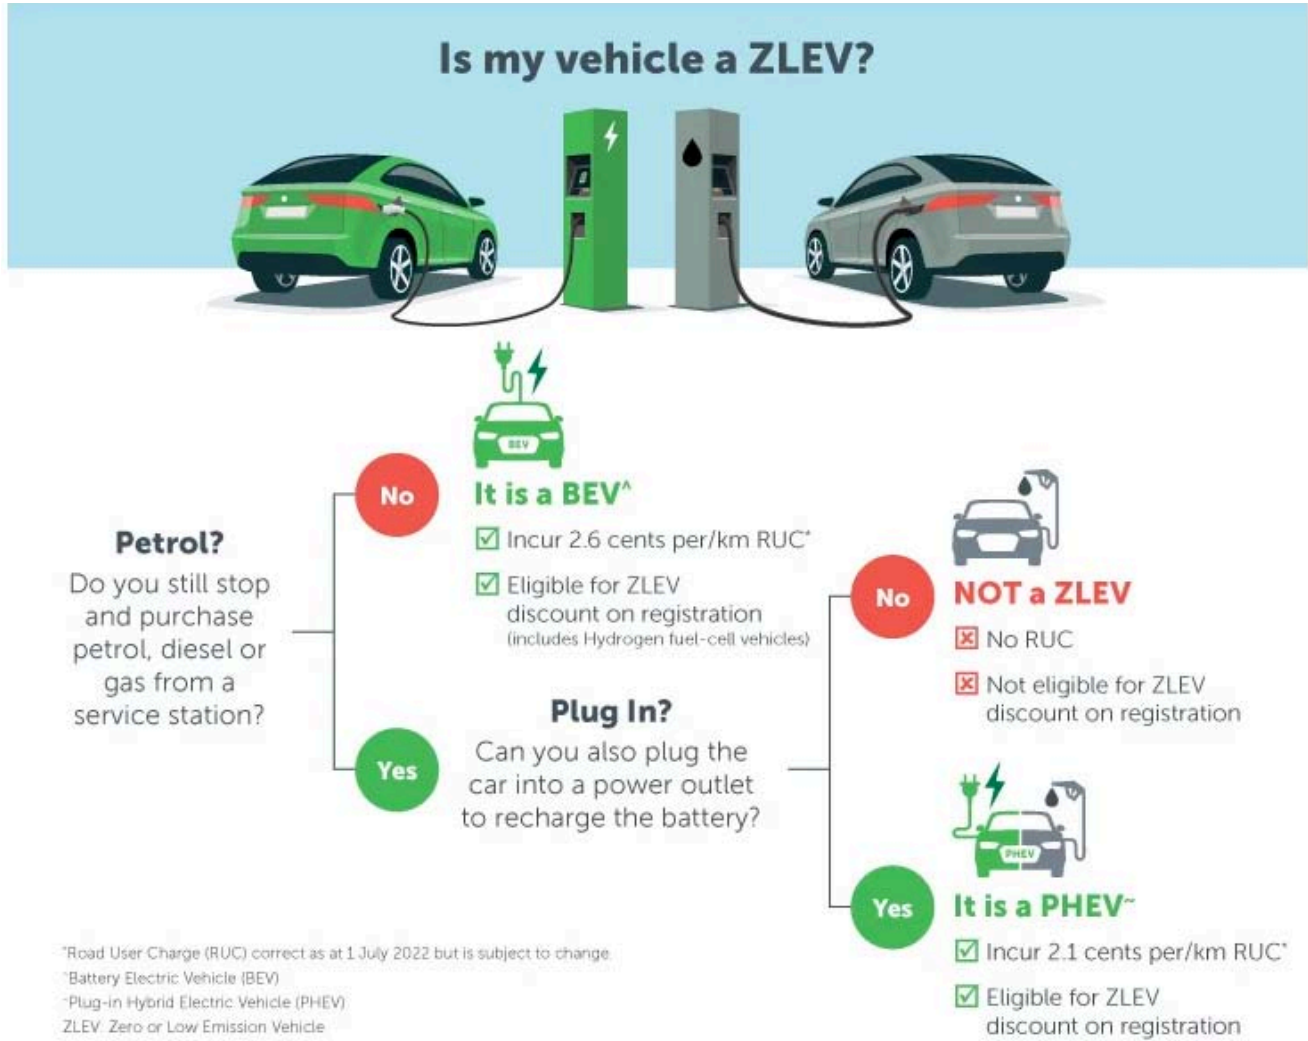 Is my vehicle a ZLEV?
BEV
No
It is a BEV^
Incur 2.6 cents per/km RUC*
Eligible for ZLEV
discount on registration
(includes Hydrogen fuel-cell vehicles)
Petrol?
Do you still stop
and purchase
petrol, diesel or
gas from a
service station?
Yes
Plug In?
Can you also plug the
car into a power outlet
to recharge the battery?
No
NOT a ZLEV
No RUC
Not eligible for ZLEV
discount on registration
PHEV
Yes
It is a PHEV~
Incur 2.1 cents per/km RUC*
Eligible for ZLEV
discount on registration
*Road User Charge (RUC) correct as at 1 July 2022 but is subject to change.
^Battery Electric Vehicle (BEV)
~Plug-in Hybrid Electric Vehicle (PHEV)
ZLEV: Zero or Low Emission Vehicle